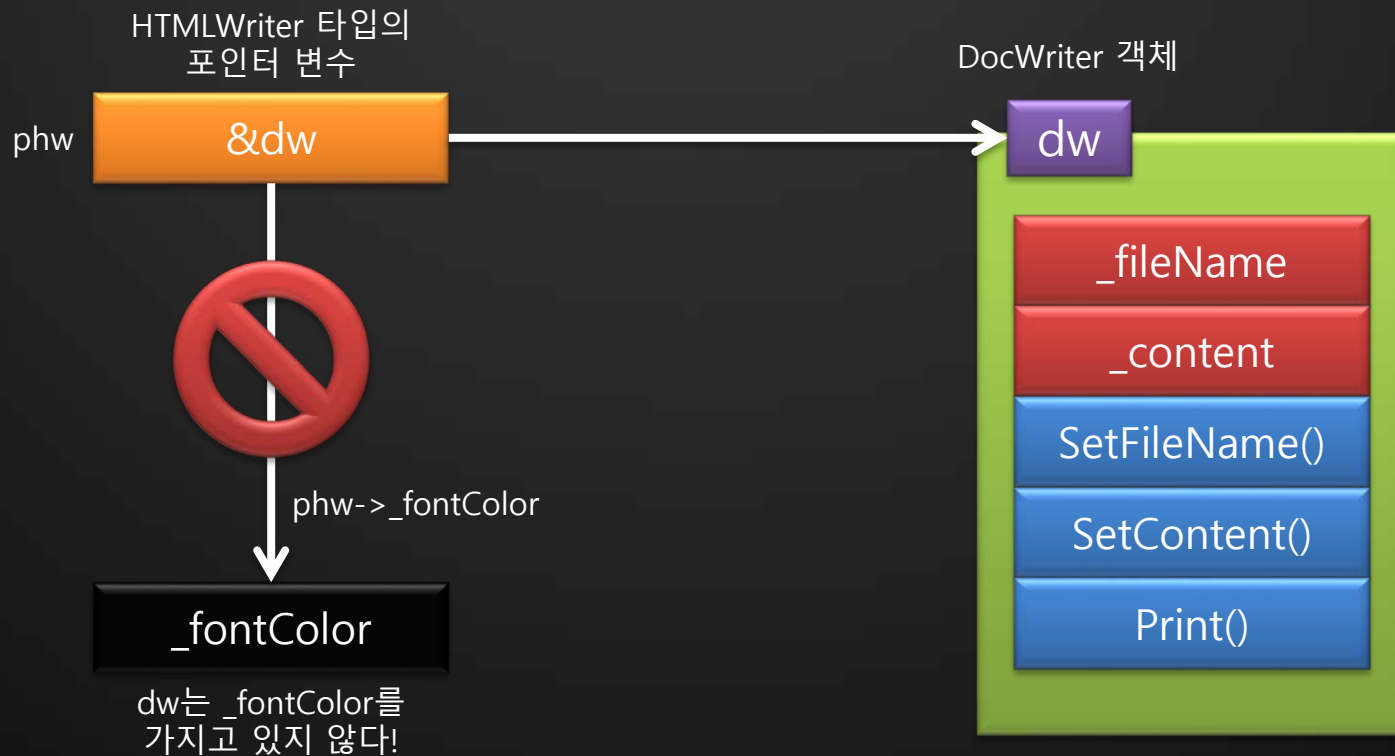 HTMLWriter 타입의
포인터 변수
DocWriter 객체
phw
&dw
dw
_fileName
_content
SetFileName()
SetContent()
Print()
phw->_fontColor
_fontColor
dw는 _fontColor를
가지고 있지 않다!